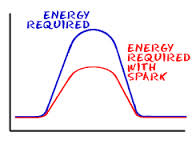 ENERGY
REQUIRED
ENERGY
REQUIRED
WITH
SPARK